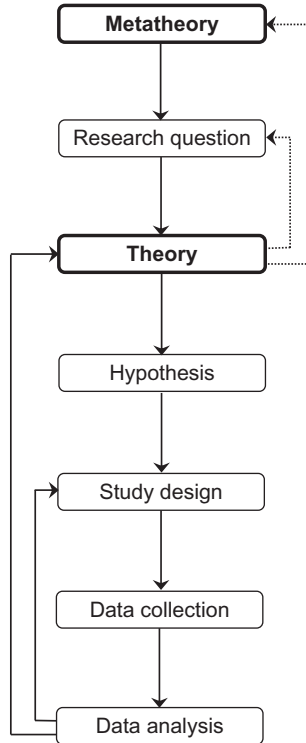 Metatheory
Research question
Theory
Hypothesis
Study design
Data collection
Data analysis